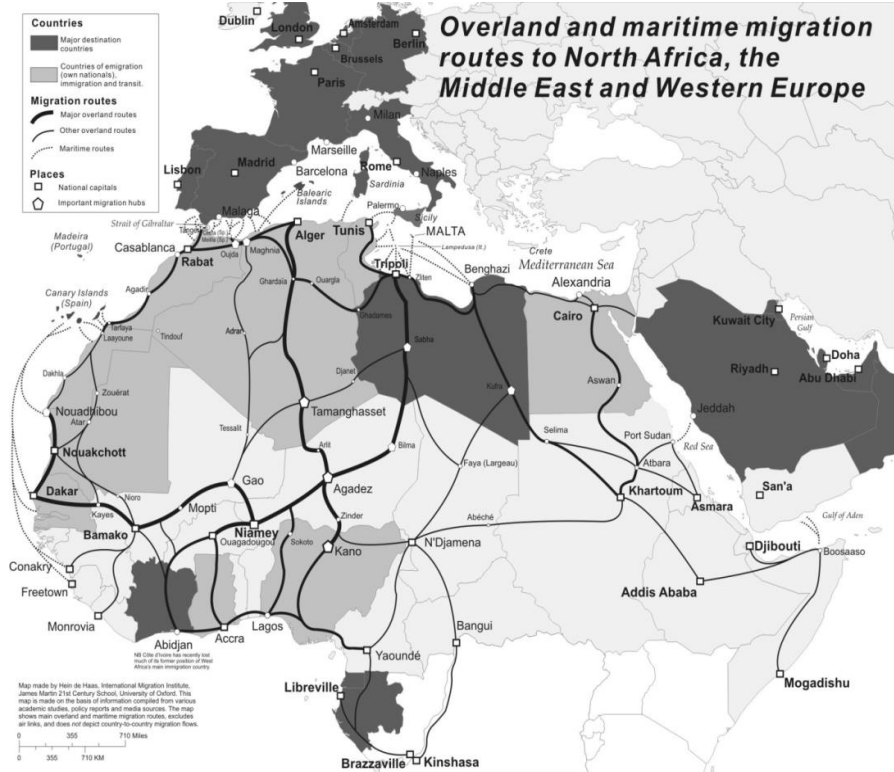 Overland and maritime migration
routes to North Africa, the
Middle East and Western Europe
Countries
Major destination
countries
Countries of emigration
(own nationals),
immigration and transit.
Migration routes
Major overland routes
Other overland routes
Maritime routes
Places
National capitals
Important migration hubs
Dublin
London
Amsterdam
Berlin
Brussels
Paris
Milan
Marseille
Madrid
Lisbon
Barcelona
Rome
Naples
Balearic
Islands
Sardinia
Malaga
Palermo
Sicily
Strait of Gibraltar
Tangier
Alger
Tunis
MALTA
Lampedusa (It.)
Crete
Mediterranean Sea
Madeira
(Portugal)
Casablanca
Rabat
Oujda
Maghnia
Tripoli
Zliten
Benghazi
Alexandria
Ghardaia
Ouargla
Cairo
Kuwait City
Persian
Gulf
Canary Islands
(Spain)
Agadir
Ghadames
Tarfaya
Laayoune
Tindouf
Adrar
Sabha
Doha
Riyadh
Abu Dhabi
Dakhla
Zouérat
Djanet
Kufra
Aswan
Jeddah
Nouadhibou
Atar
Tamanghasset
Selima
Port Sudan
Red Sea
Nouakchott
Tessalit
Arlit
Bilma
Faya (Largeau)
Atbara
Dakar
Nioro
Gao
Agadez
Khartoum
Asmara
San'a
Kayes
Mopti
Zinder
Abéché
Gulf of Aden
Bamako
Niamey
Ouagadougou
Sokoto
Kano
N'Djamena
Djibouti
Boosaaso
Conakry
Freetown
Addis Ababa
Monrovia
Abidjan
Accra
Lagos
Bangui
Yaoundé
NB Côte d'Ivoire has recently lost
much of its former position of West
Africa's main immigration country.
Libreville
Mogadishu
Brazzaville
Kinshasa
Map made by Hein de Haas, International Migration Institute,
James Martin 21st Century School, University of Oxford. This
map is made on the basis of information compiled from various
academic studies, policy reports and media sources. The map
shows main overland and maritime migration routes, excludes
air links, and does not depict country-to-country migration flows.
0 355 710 Miles
0 355 710 KM